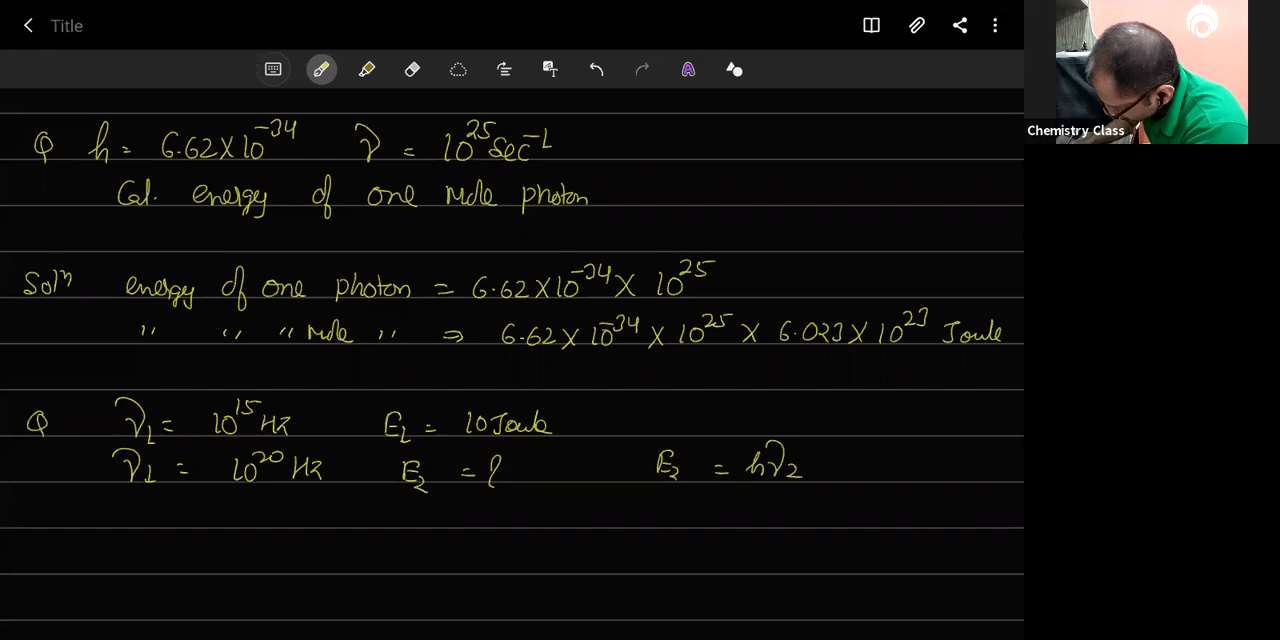 Title
Chemistry Class
Q h = 6.62 X 10^-34 ν = 10^25 Sec^-1
Cal. energy of one mole photon
Solⁿ energy of one photon = 6.62 X 10^-34 X 10^25
" " " Mole " ⇒ 6.62 X 10^-34 X 10^25 X 6.023 X 10^23 Joule
Q ν1 = 10^15 Hz E1 = 10 Joule
ν1 = 10^20 Hz E2 = ? E2 = hν2